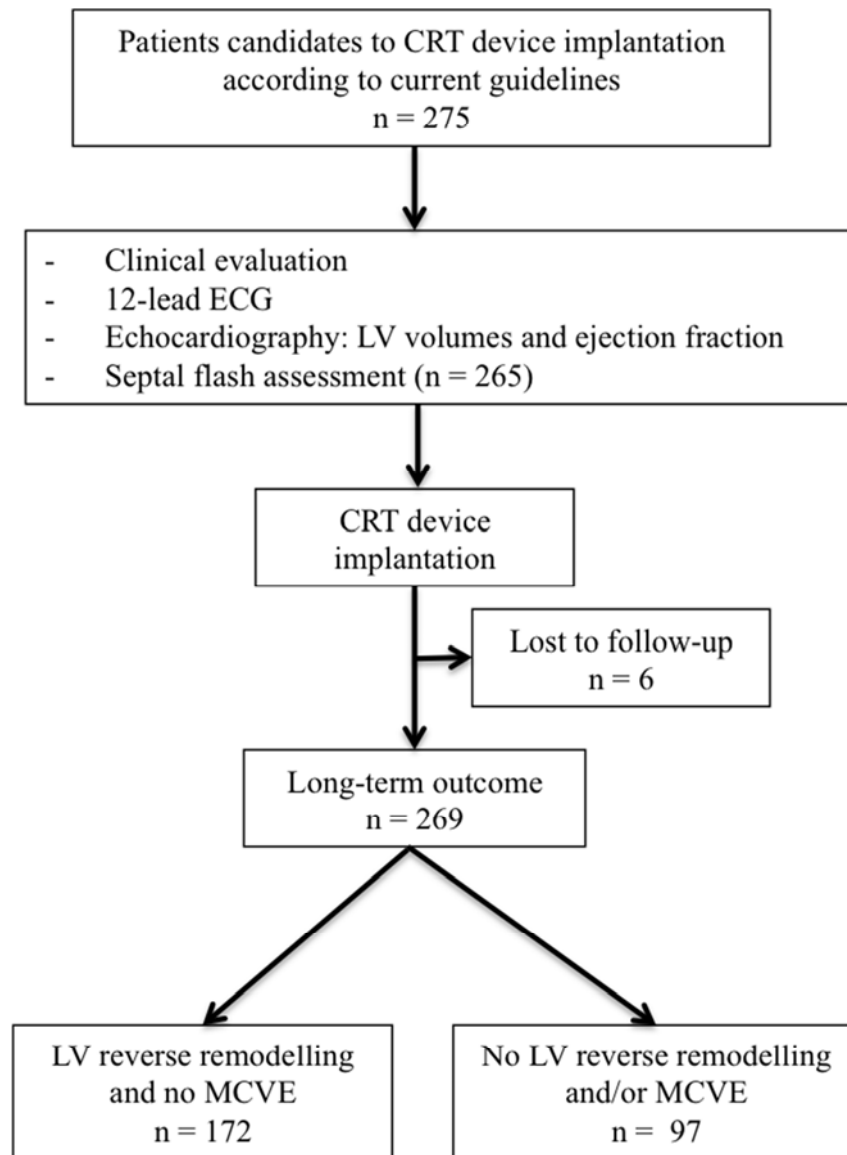 Patients candidates to CRT device implantation
according to current guidelines
n = 275
- Clinical evaluation
- 12-lead ECG
- Echocardiography: LV volumes and ejection fraction
- Septal flash assessment (n = 265)
CRT device
implantation
Lost to follow-up
n = 6
Long-term outcome
n = 269
LV reverse remodelling
and no MCVE
n = 172
No LV reverse remodelling
and/or MCVE
n = 97